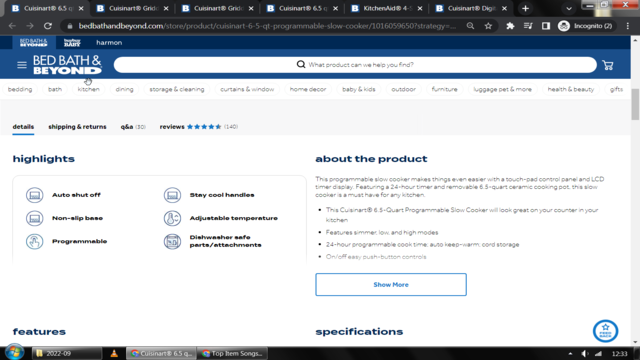 Cuisinart® 6.5 q
Cuisinart® Grid
Cuisinart® Grid
Cuisinart® 6.5 q
KitchenAid® 4-S
Cuisinart® Digit
bedbathandbeyond.com/store/product/cuisinart-6-5-qt-programmable-slow-cooker/1016059650?strategy=...
Incognito (2)
BED BATH & BEYOND
buybuy BABY
harmon
BED BATH &
BEYOND
What product can we help you find?
bedding bath kitchen dining storage & cleaning curtains & window home decor baby & kids outdoor furniture luggage pet & more health & beauty gifts
details shipping & returns q&a (30) reviews (140)
highlights
Auto shut off
Stay cool handles
Non-slip base
Adjustable temperature
Programmable
Dishwasher safe
parts/attachments
about the product
This programmable slow cooker makes things even easier with a touch-pad control panel and LCD
timer display. Featuring a 24-hour timer and removable 6.5-quart ceramic cooking pot, this slow
cooker is a must have for any kitchen.
This Cuisinart® 6.5-Quart Programmable Slow Cooker will look great on your counter in your
kitchen
Features simmer, low, and high modes
24-hour programmable cook time; auto keep-warm; cord storage
On/off easy push-button controls
Show More
features
specifications
FEED
BACK
2022-09
Cuisinart® 6.5 q...
Top Item Songs...
12:33